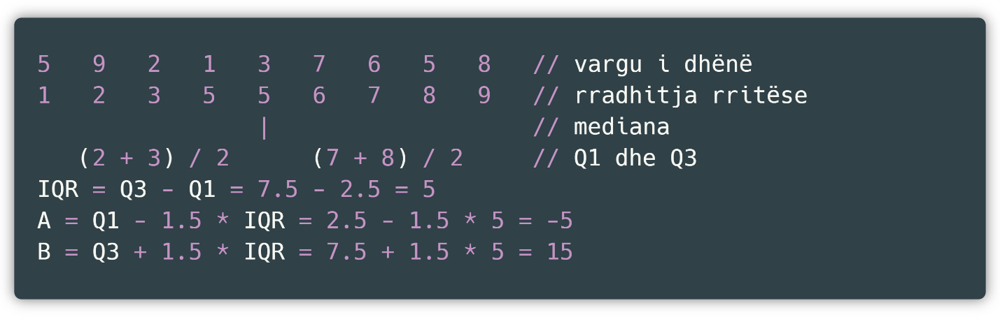 5 9 2 1 3 7 6 5 8 // vargu i dhënë
1 2 3 5 5 6 7 8 9 // rradhitja rritëse
| // mediana
(2 + 3) / 2 (7 + 8) / 2 // Q1 dhe Q3
IQR = Q3 - Q1 = 7.5 - 2.5 = 5
A = Q1 - 1.5 * IQR = 2.5 - 1.5 * 5 = -5
B = Q3 + 1.5 * IQR = 7.5 + 1.5 * 5 = 15